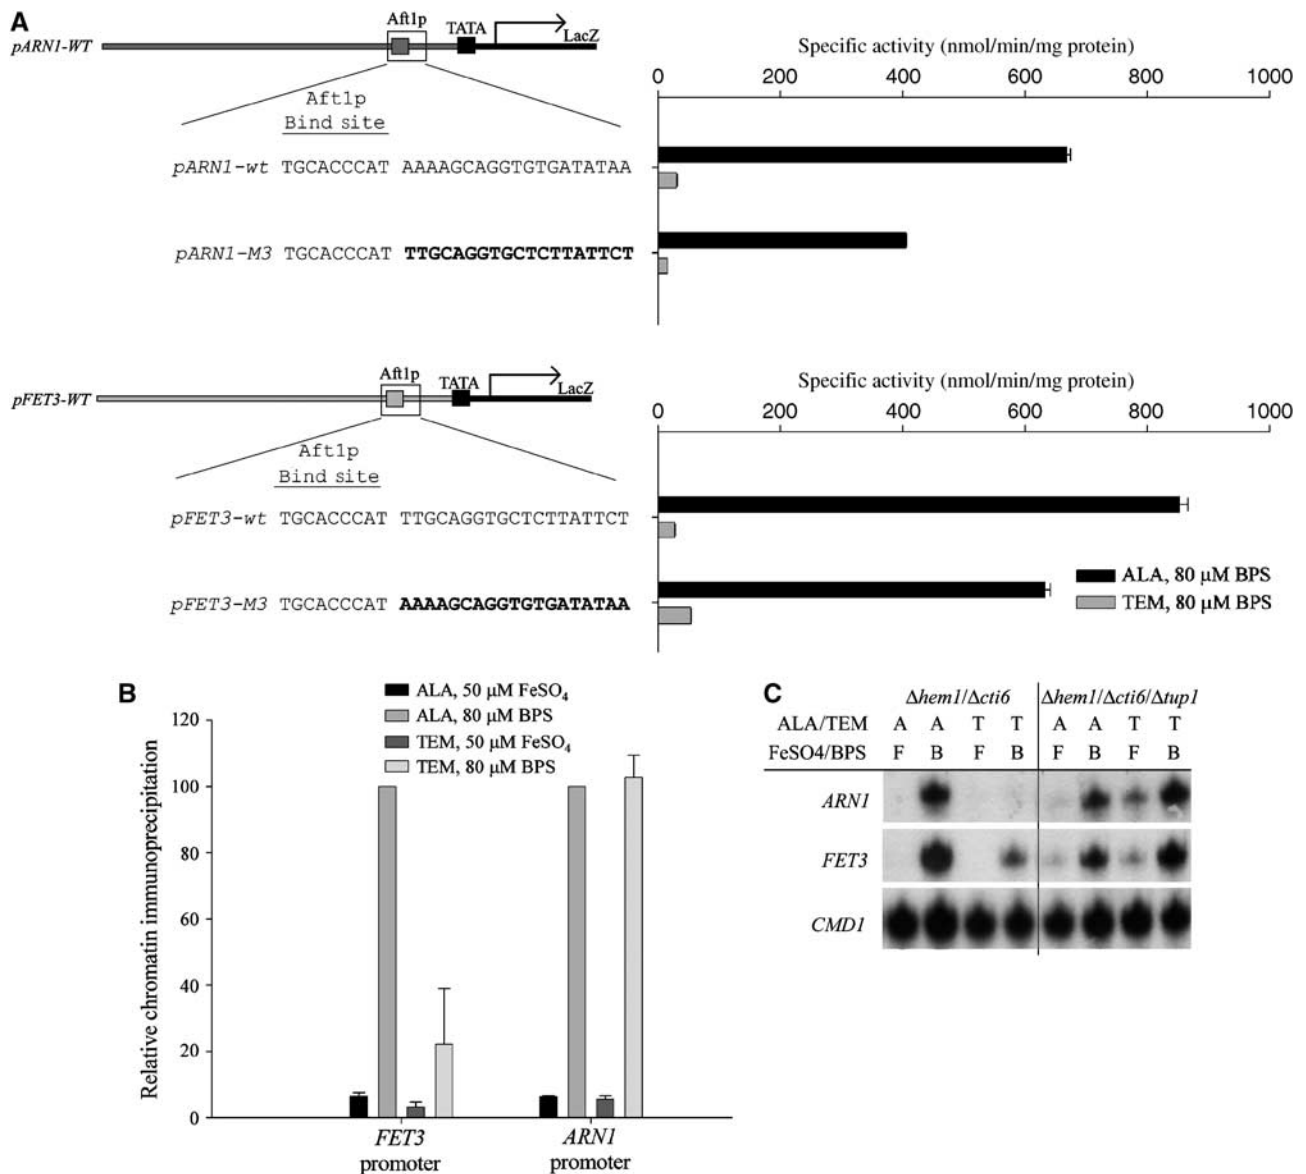 A
Aft1p
TATA
LacZ
pARN1-WT
Aft1p
Bind site
pARN1-wt TGCACCCAT AAAAGCAGGTGTGATATAA
pARN1-M3 TGCACCCAT TTGCAGGTGCTCTTATTCT
Specific activity (nmol/min/mg protein)
0 200 400 600 800 1000
Aft1p
TATA
LacZ
pFET3-WT
Aft1p
Bind site
pFET3-wt TGCACCCAT TTGCAGGTGCTCTTATTCT
pFET3-M3 TGCACCCAT AAAAGCAGGTGTGATATAA
Specific activity (nmol/min/mg protein)
0 200 400 600 800 1000
ALA, 80 µM BPS
TEM, 80 µM BPS
B
ALA, 50 µM FeSO₄
ALA, 80 µM BPS
TEM, 50 µM FeSO₄
TEM, 80 µM BPS
Relative chromatin immunoprecipitation
120
100
80
60
40
20
0
FET3 promoter
ARN1 promoter
C
Δhem1/Δcti6 Δhem1/Δcti6/Δtup1
ALA/TEM A A T T A A T T
FeSO4/BPS F B F B F B F B
ARN1
FET3
CMD1